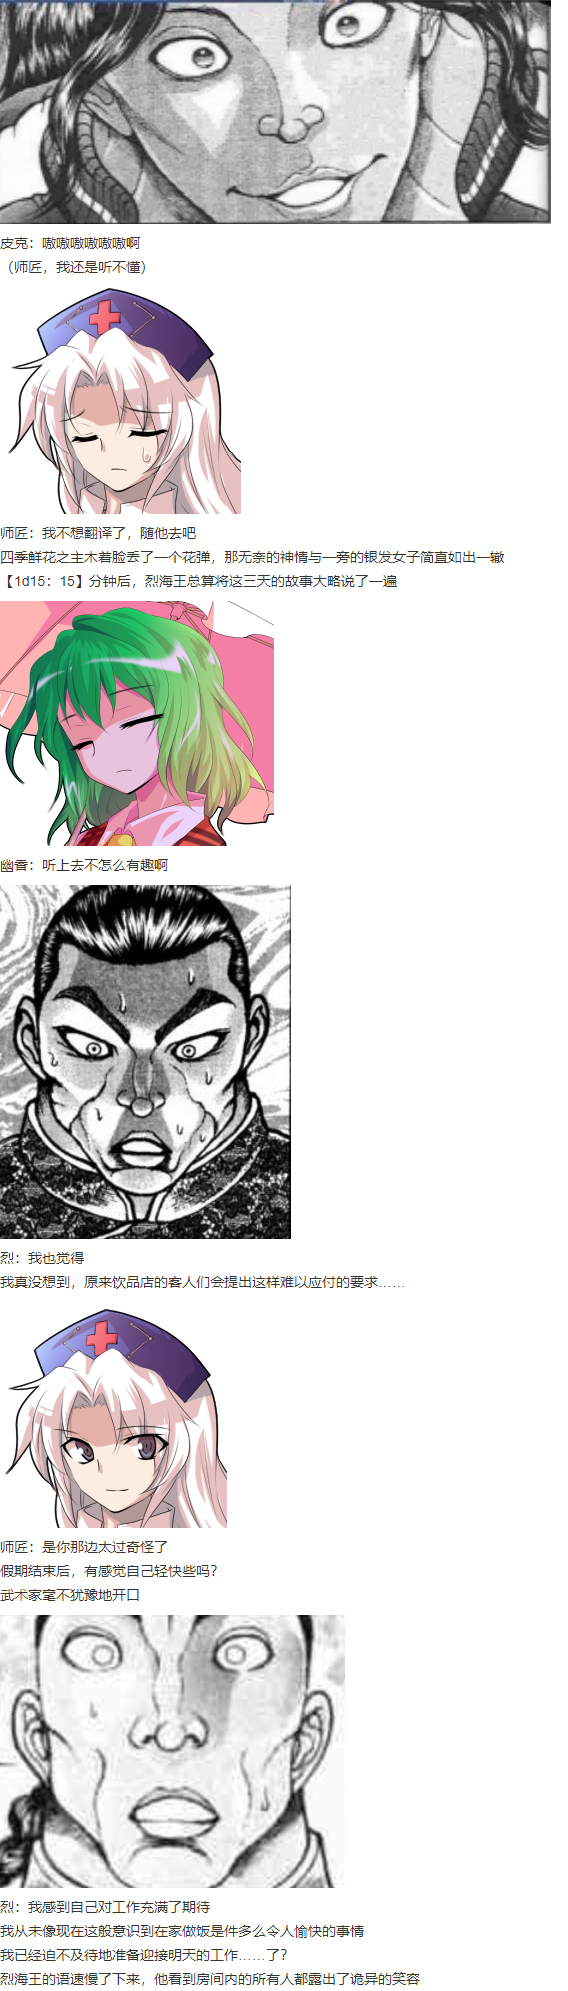 皮克：嗷嗷嗷嗷嗷嗷啊
（师匠，我还是听不懂）
师匠：我不想翻译了，随他去吧
四季鲜花之主木着脸丢了一个花弹，那无奈的神情与一旁的银发女子简直如出一辙
【1d15：15】分钟后，烈海王总算将这三天的故事大略说了一遍
幽香：听上去不怎么有趣啊
烈：我也觉得
我真没想到，原来饮品店的客人们会提出这样难以应付的要求……
师匠：是你那边太过奇怪了
假期结束后，有感觉自己轻快些吗？
武术家毫不犹豫地开口
烈：我感到自己对工作充满了期待
我从未像现在这般意识到在家做饭是件多么令人愉快的事情
我已经迫不及待地准备迎接明天的工作……了？
烈海王的语速慢了下来，他看到房间内的所有人都露出了诡异的笑容